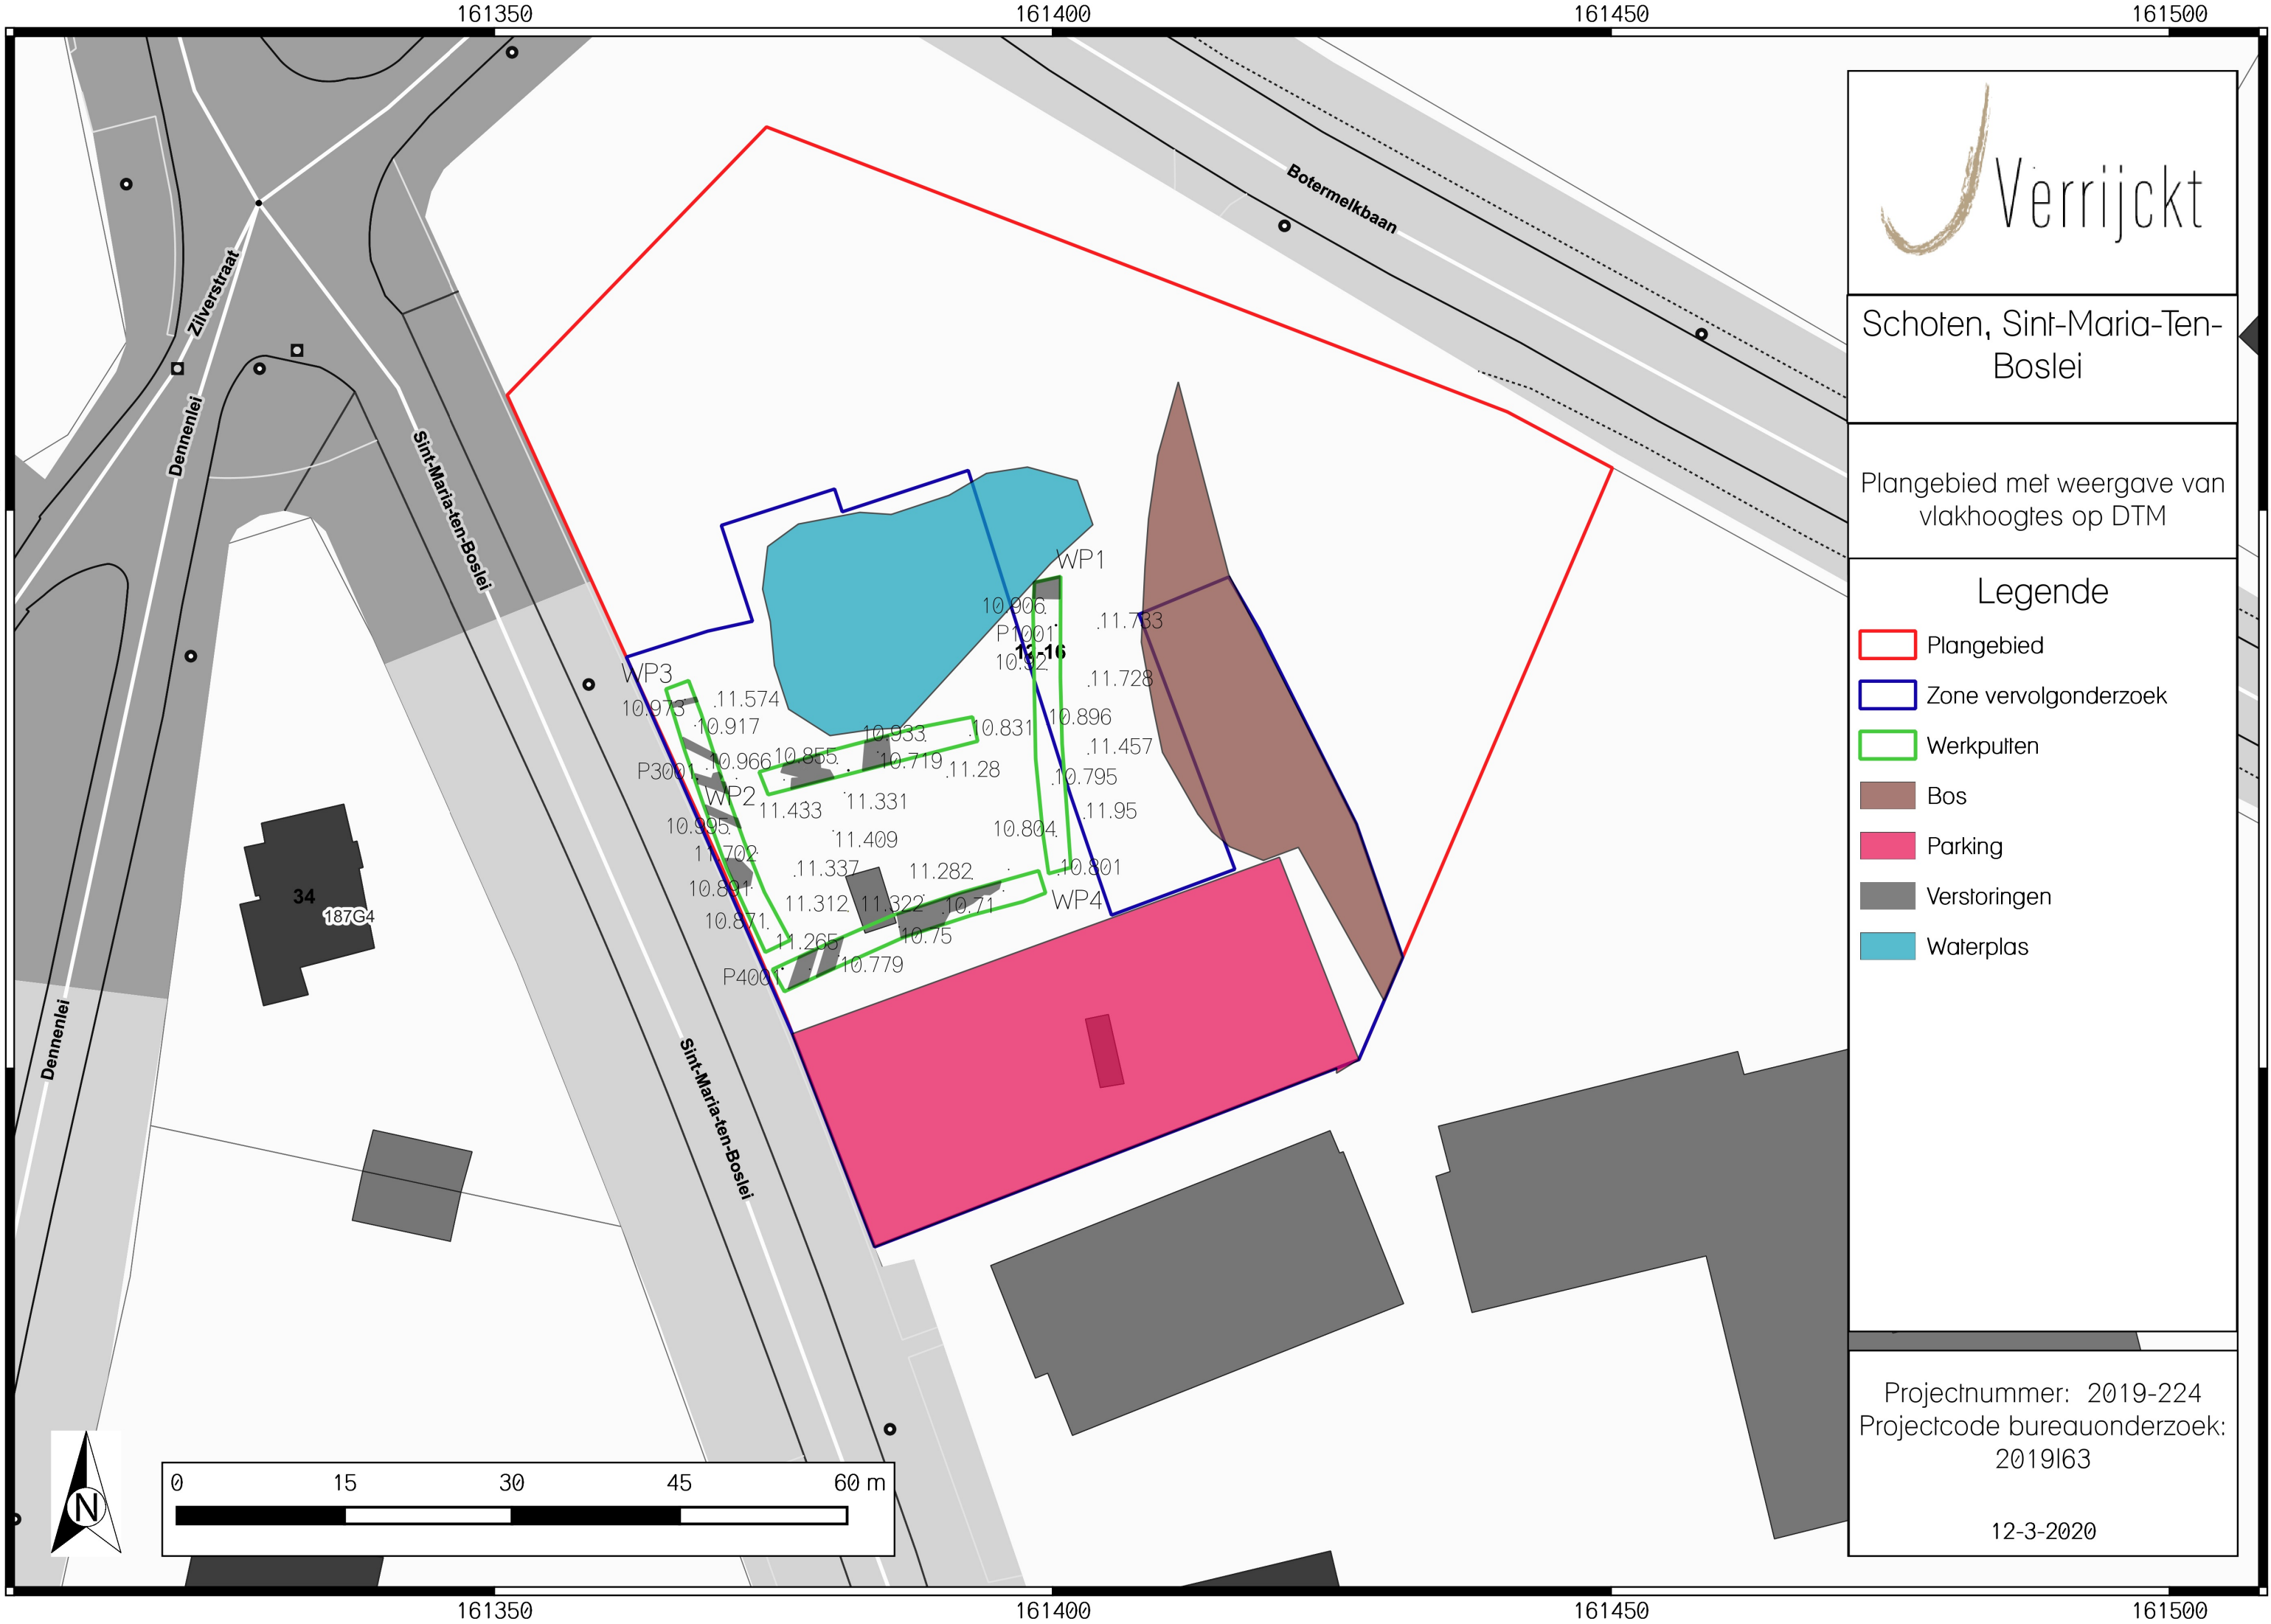 161350
161400
161450
161500
Botermelkbaan
Zilverstraat
Dennenlei
Sint-Maria-ten-Boslei
WP1
10.906
P1001
12-16
10.92
11.733
11.728
WP3
10.973
11.574
10.917
10.896
10.933
10.831
11.457
10.966
10.855
P3001
10.719
11.28
10.795
WP2
11.433
11.331
11.95
10.995
10.804
11.409
11.702
11.337
11.282
10.801
10.891
11.312
11.322
10.71
WP4
10.871
11.265
10.75
10.779
P4001
34
187G4
Dennenlei
Sint-Maria-ten-Boslei
Verrijckt
Schoten, Sint-Maria-Ten-
Boslei
Plangebied met weergave van
vlakhoogtes op DTM
Legende
Plangebied
Zone vervolgonderzoek
Werkputten
Bos
Parking
Verstoringen
Waterplas
Projectnummer: 2019-224
Projectcode bureauonderzoek:
2019I63
12-3-2020
N
0 15 30 45 60 m
161350
161400
161450
161500